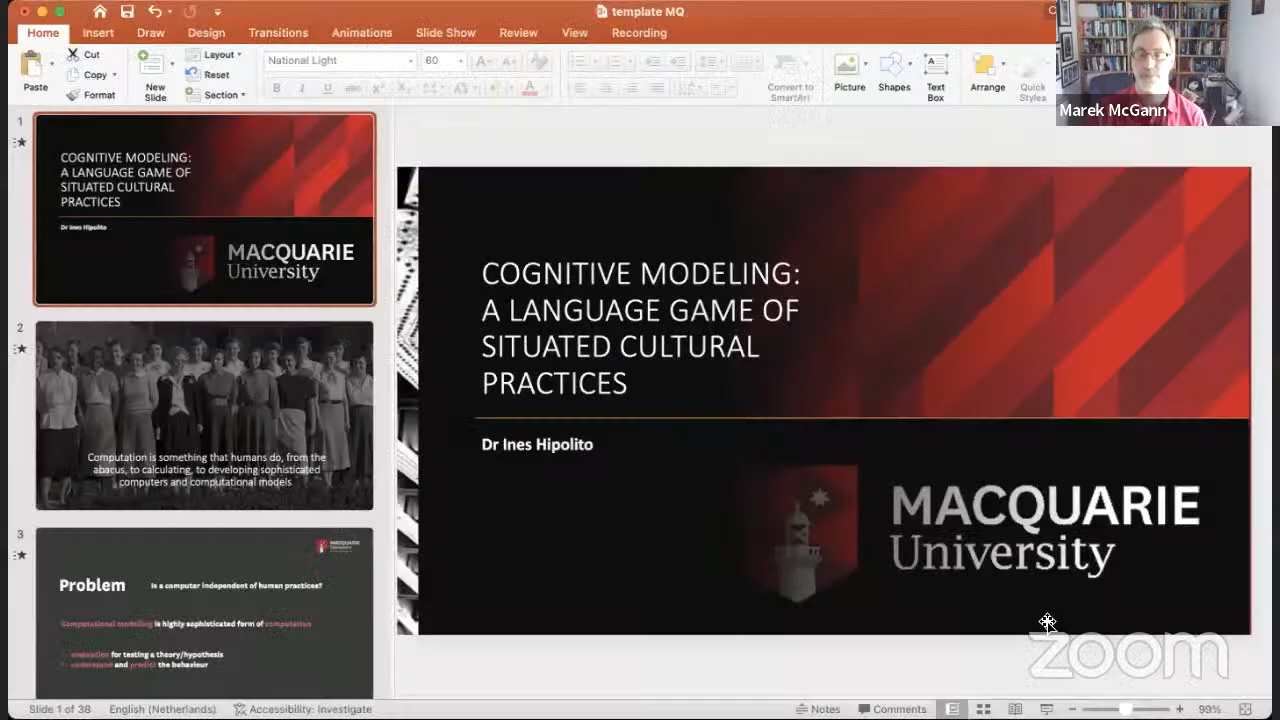 template MQ
Home Insert Draw Design Transitions Animations Slide Show Review View Recording
Paste
Cut
Copy
Format
New
Slide
Layout
Reset
Section
National Light 60
Convert to
SmartArt
Picture
Shapes
Text
Box
Arrange
Quick
Styles
Marek McGann
1
COGNITIVE MODELING:
A LANGUAGE GAME OF
SITUATED CULTURAL
PRACTICES
Dr Ines Hipolito
MACQUARIE
University
2
Computation is something that humans do, from the
abacus, to calculating, to developing sophisticated
computers and computational models
3
MACQUARIE
University
Problem Is a computer independent of human practices?
Computational modelling is highly sophisticated form of computation
simulation for testing a theory/hypothesis
understand and predict the behaviour
COGNITIVE MODELING:
A LANGUAGE GAME OF
SITUATED CULTURAL
PRACTICES
Dr Ines Hipolito
MACQUARIE
University
zoom
Slide 1 of 38 English (Netherlands) Accessibility: Investigate Notes Comments 99%